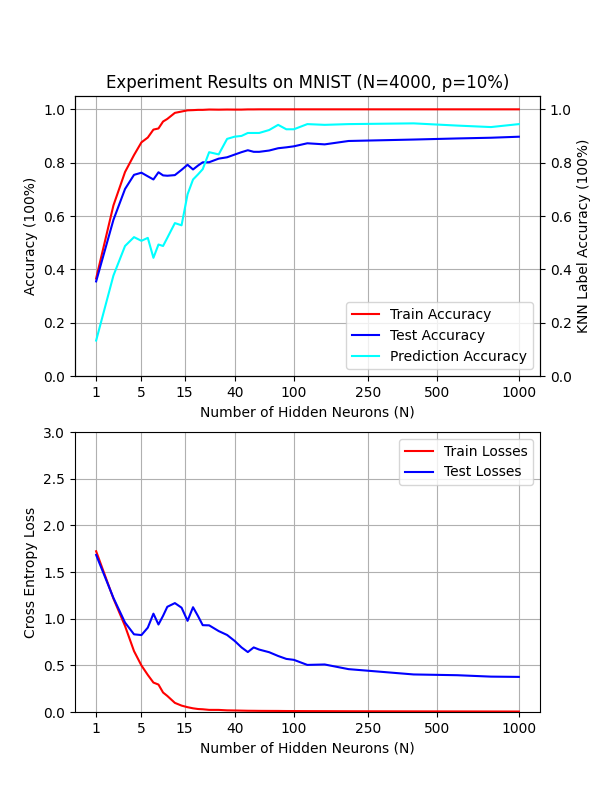 Experiment Results on MNIST (N=4000, p=10%)
1.0
0.8
0.6
0.4
0.2
0.0
Accuracy (100%)
1.0
0.8
0.6
0.4
0.2
0.0
KNN Label Accuracy (100%)
Train Accuracy
Test Accuracy
Prediction Accuracy
1 5 15 40 100 250 500 1000
Number of Hidden Neurons (N)
3.0
2.5
2.0
1.5
1.0
0.5
0.0
Cross Entropy Loss
Train Losses
Test Losses
1 5 15 40 100 250 500 1000
Number of Hidden Neurons (N)